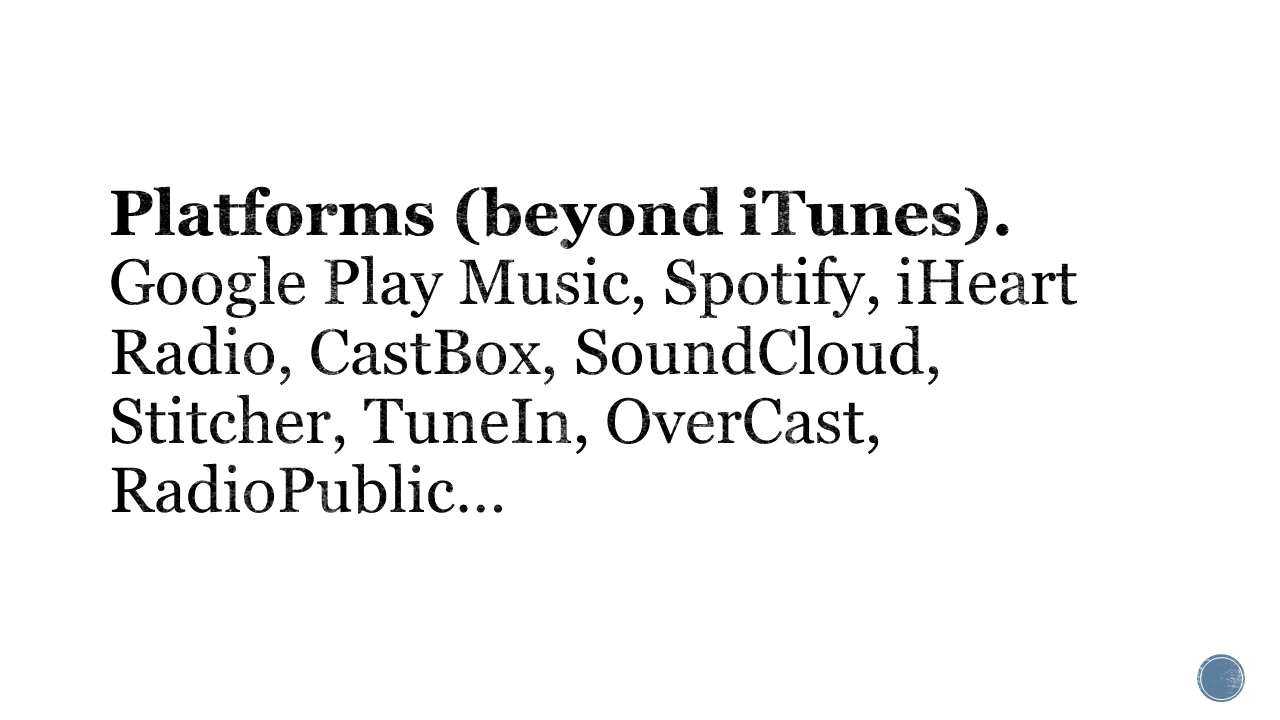 Platforms (beyond iTunes).
Google Play Music, Spotify, iHeart
Radio, CastBox, SoundCloud,
Stitcher, TuneIn, OverCast,
RadioPublic...